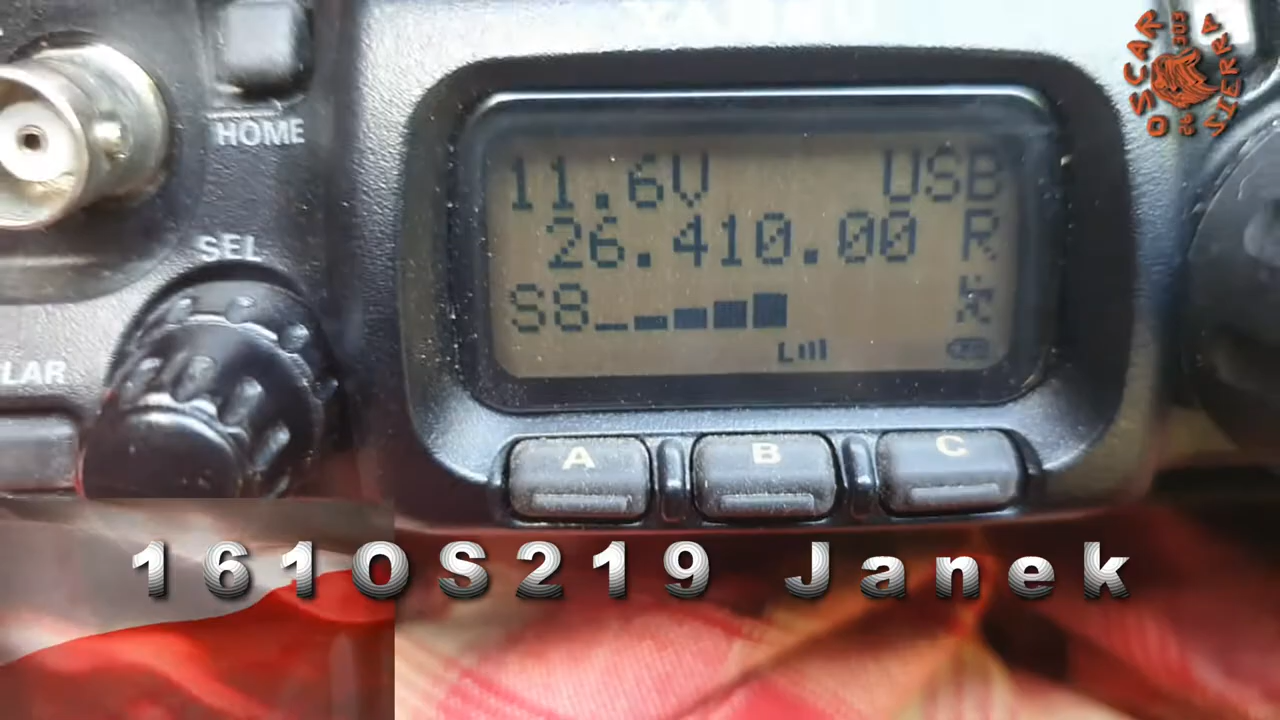 HOME
SEL
LAR
11.6V USB
26.410.00 R
S8
L
A B C
161OS219 Janek
OSCAR
SIERRA